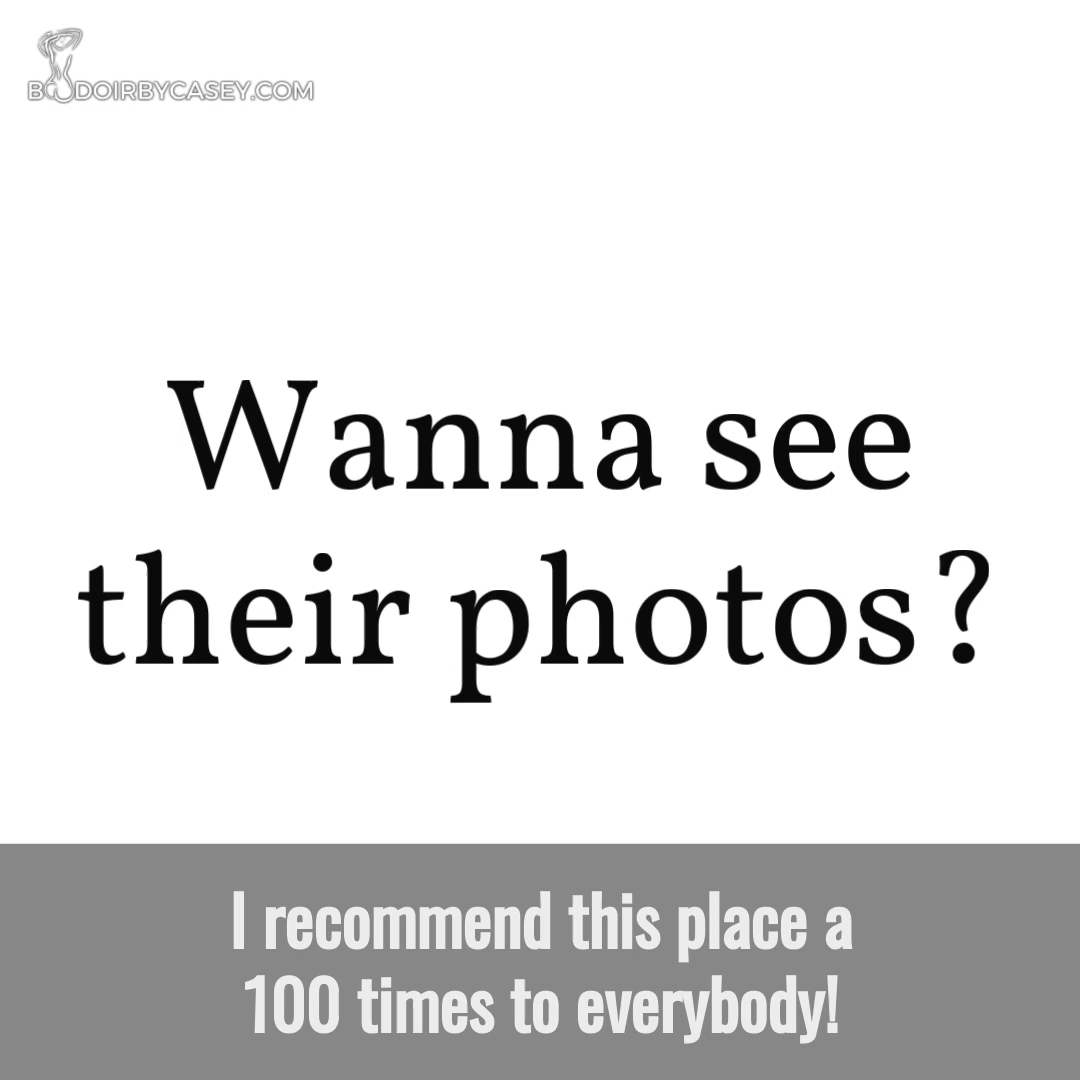 BOUDOIRBYCASEY.COM
Wanna see
their photos?
I recommend this place a
100 times to everybody!